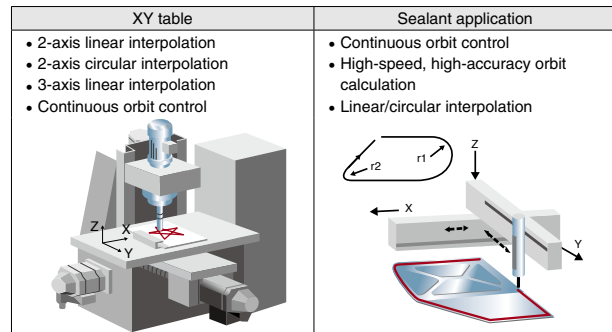 XY table
• 2-axis linear interpolation
• 2-axis circular interpolation
• 3-axis linear interpolation
• Continuous orbit control
Z
X
Y
Sealant application
• Continuous orbit control
• High-speed, high-accuracy orbit
calculation
• Linear/circular interpolation
r1
r2
Z
X
Y